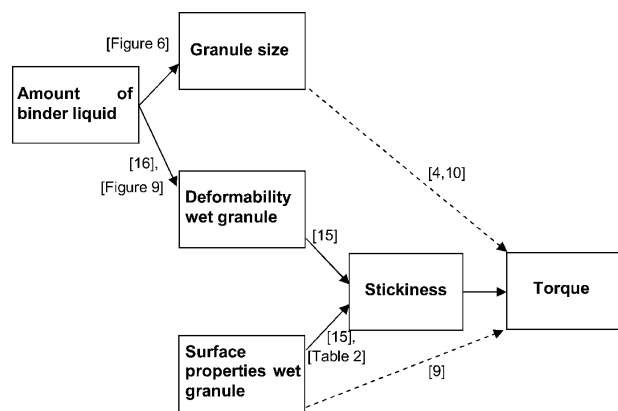 [Figure 6]
Granule size
Amount of
binder liquid
[16],
[Figure 9]
Deformability
wet granule
[4,10]
[15]
Stickiness
Torque
[15],
[Table 2]
Surface
properties wet
granule
[9]